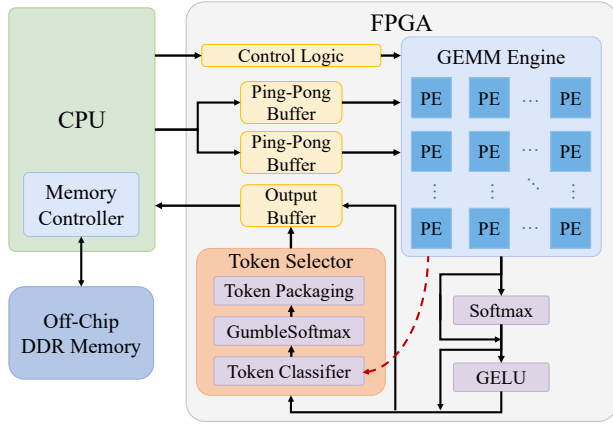 FPGA
CPU
Control Logic
GEMM Engine
Ping-Pong
Buffer
PE PE ... PE
Ping-Pong
Buffer
PE PE ... PE
Memory
Controller
Output
Buffer
PE PE ... PE
Token Selector
Token Packaging
GumbleSoftmax
Token Classifier
Off-Chip
DDR Memory
Softmax
GELU